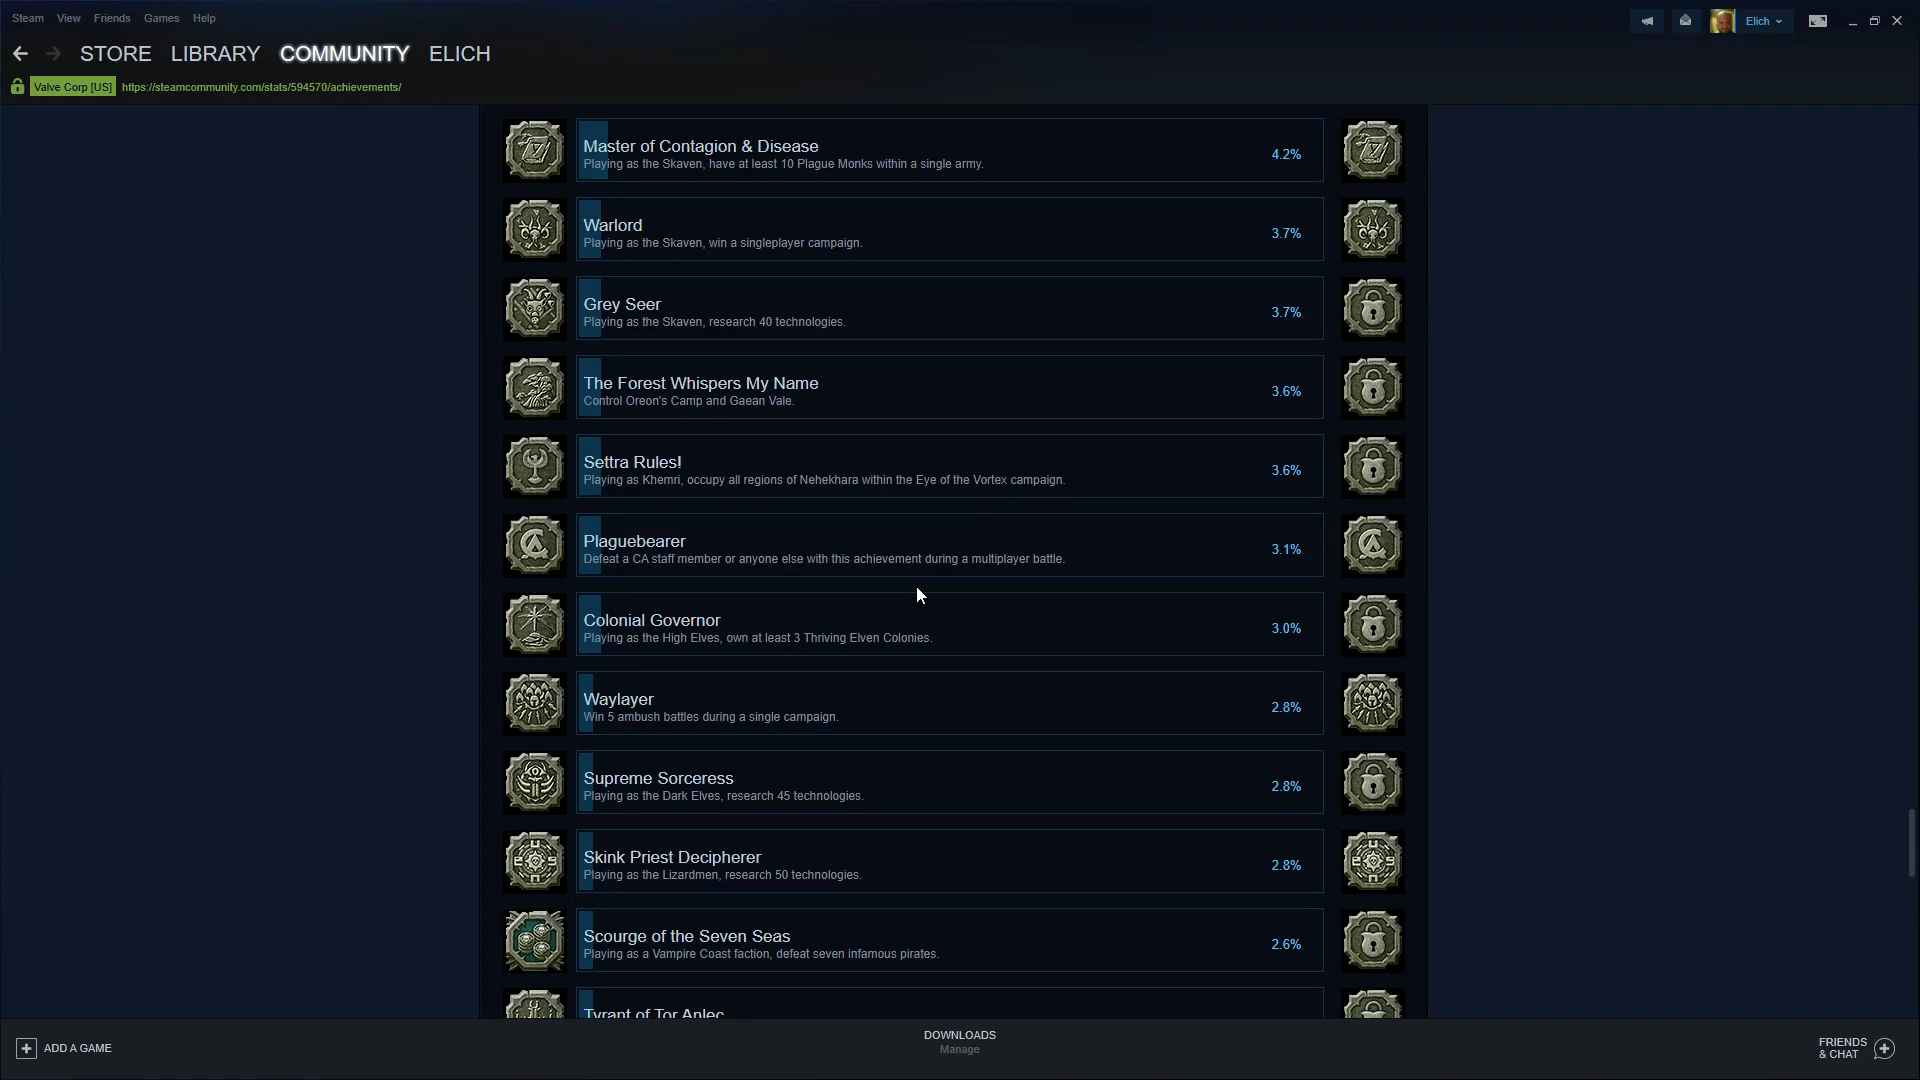 Steam View Friends Games Help
Elich
STORE LIBRARY COMMUNITY ELICH
Valve Corp [US] https://steamcommunity.com/stats/594570/achievements/
Master of Contagion & Disease
Playing as the Skaven, have at least 10 Plague Monks within a single army.
4.2%
Warlord
Playing as the Skaven, win a singleplayer campaign.
3.7%
Grey Seer
Playing as the Skaven, research 40 technologies.
3.7%
The Forest Whispers My Name
Control Oreon's Camp and Gaean Vale.
3.6%
Settra Rules!
Playing as Khemri, occupy all regions of Nehekhara within the Eye of the Vortex campaign.
3.6%
Plaguebearer
Defeat a CA staff member or anyone else with this achievement during a multiplayer battle.
3.1%
Colonial Governor
Playing as the High Elves, own at least 3 Thriving Elven Colonies.
3.0%
Waylayer
Win 5 ambush battles during a single campaign.
2.8%
Supreme Sorceress
Playing as the Dark Elves, research 45 technologies.
2.8%
Skink Priest Decipherer
Playing as the Lizardmen, research 50 technologies.
2.8%
Scourge of the Seven Seas
Playing as a Vampire Coast faction, defeat seven infamous pirates.
2.6%
Tyrant of Tor Anlec
ADD A GAME
DOWNLOADS
Manage
FRIENDS
& CHAT